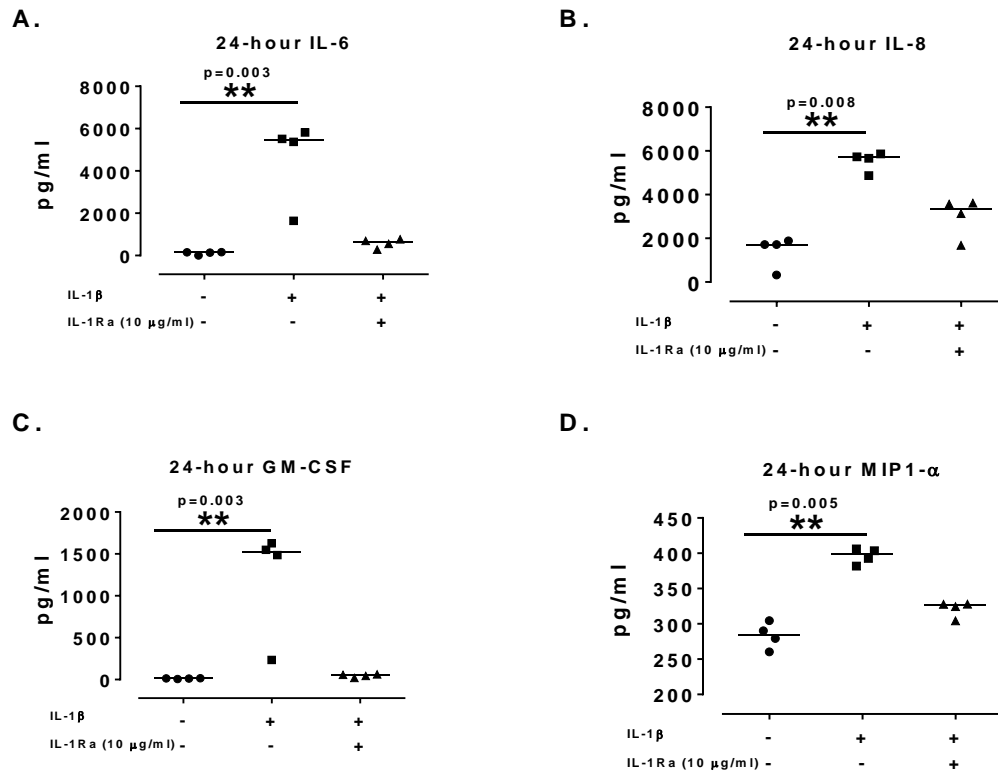 A.
24-hour IL-6
p=0.003
**
8000
6000
4000
2000
0
pg/ml
IL-1β - + +
IL-1Ra (10 μg/ml) - - +
B.
24-hour IL-8
p=0.008
**
8000
6000
4000
2000
0
pg/ml
IL-1β - + +
IL-1Ra (10 μg/ml) - - +
C.
24-hour GM-CSF
p=0.003
**
2000
1500
1000
500
0
pg/ml
IL-1β - + +
IL-1Ra (10 μg/ml) - - +
D.
24-hour MIP1-α
p=0.005
**
450
400
350
300
250
200
pg/ml
IL-1β - + +
IL-1Ra (10 μg/ml) - - +